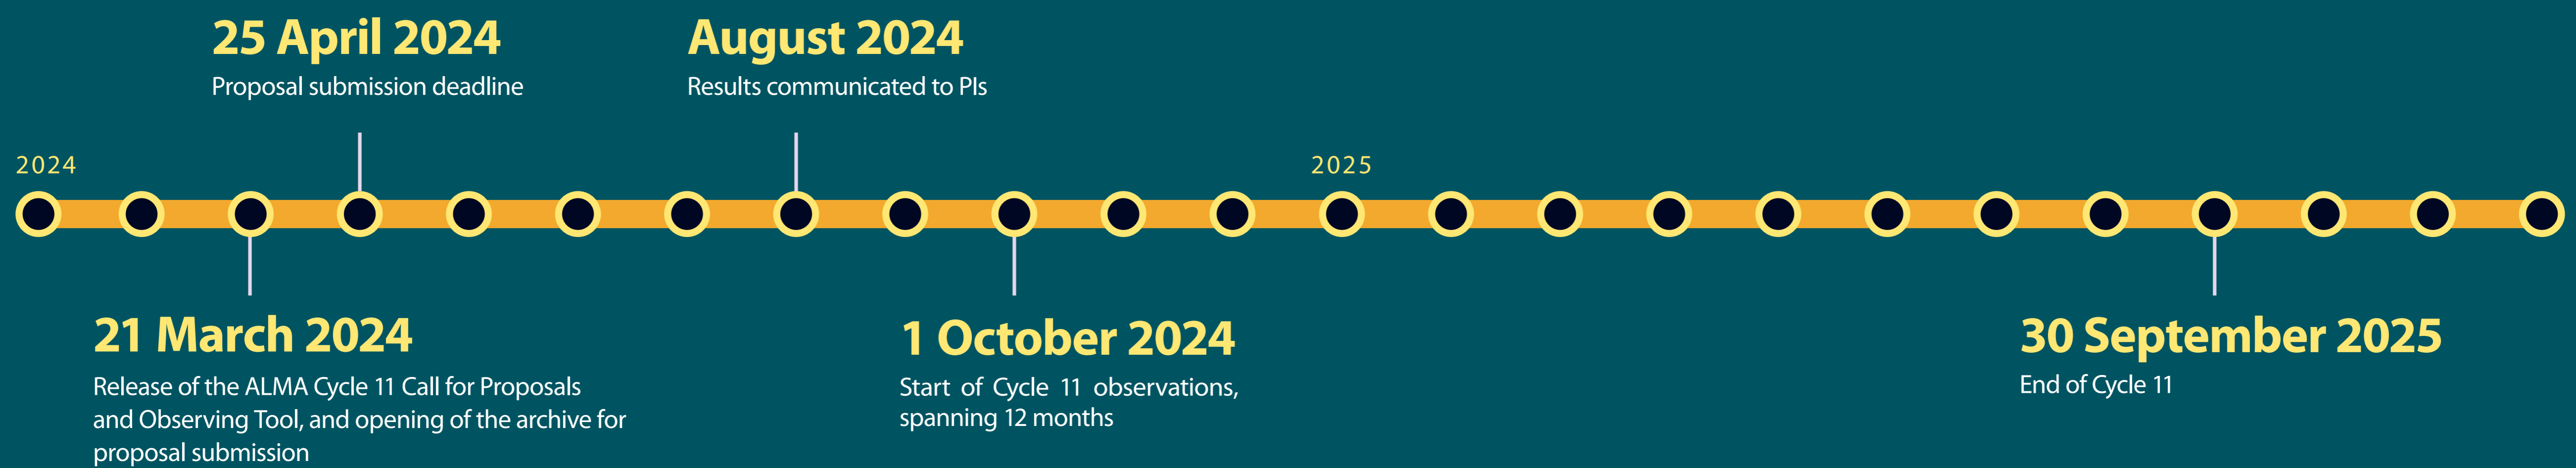 25 April 2024
Proposal submission deadline
August 2024
Results communicated to PIs
2024
2025
21 March 2024
Release of the ALMA Cycle 11 Call for Proposals
and Observing Tool, and opening of the archive for
proposal submission
1 October 2024
Start of Cycle 11 observations,
spanning 12 months
30 September 2025
End of Cycle 11